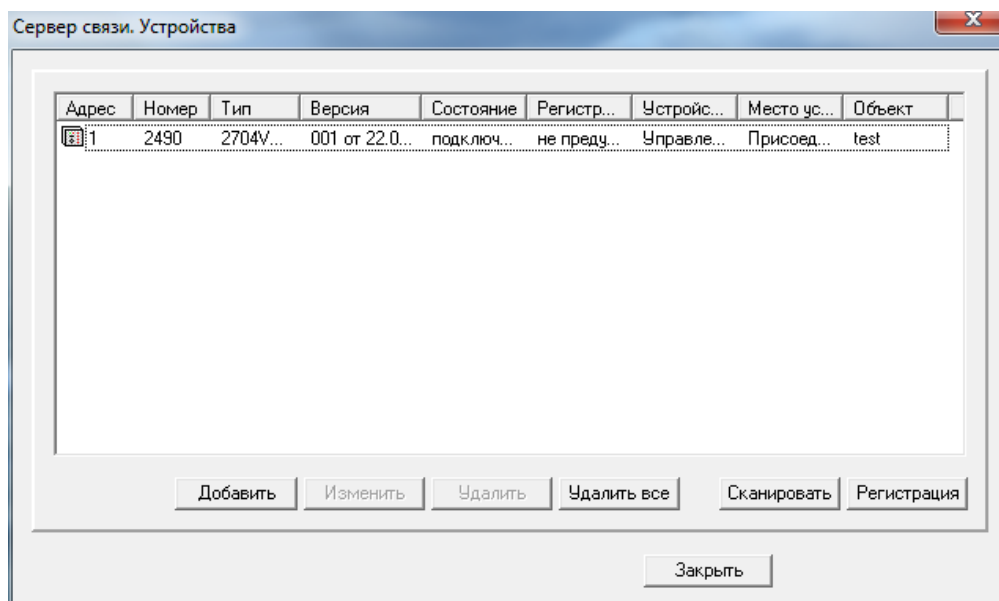 Сервер связи. Устройства
Адрес Номер Тип Версия Состояние Регистр... Устройс... Место ус... Объект
1 2490 2704V... 001 от 22.0... подключ... не преду... Управле... Присоед... test
Добавить Изменить Удалить Удалить все Сканировать Регистрация
Закрыть